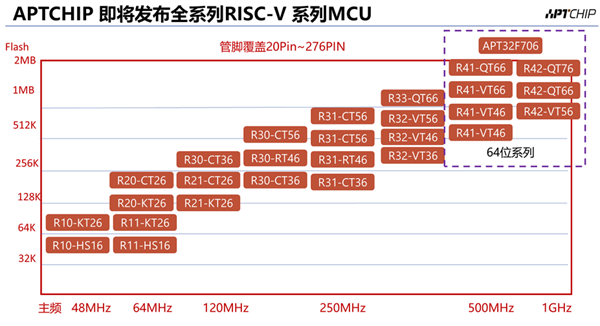 APTCHIP 即将发布全系列RISC-V 系列MCU
APTCHIP
Flash
管脚覆盖20Pin~276PIN
APT32F706
2MB
R41-QT66
R42-QT76
1MB
R33-QT66
R41-VT66
R42-QT66
R31-CT56
R32-VT56
R41-VT46
R42-VT56
512K
R30-CT56
R31-CT56
R32-VT46
R41-VT46
256K
R30-CT36
R30-RT46
R31-RT46
R32-VT36
64位系列
R20-CT26
R21-CT26
R30-CT36
R31-CT36
128K
R20-KT26
R21-KT26
R10-KT26
R11-KT26
64K
R10-HS16
R11-HS16
32K
主频
48MHz
64MHz
120MHz
250MHz
500MHz
1GHz